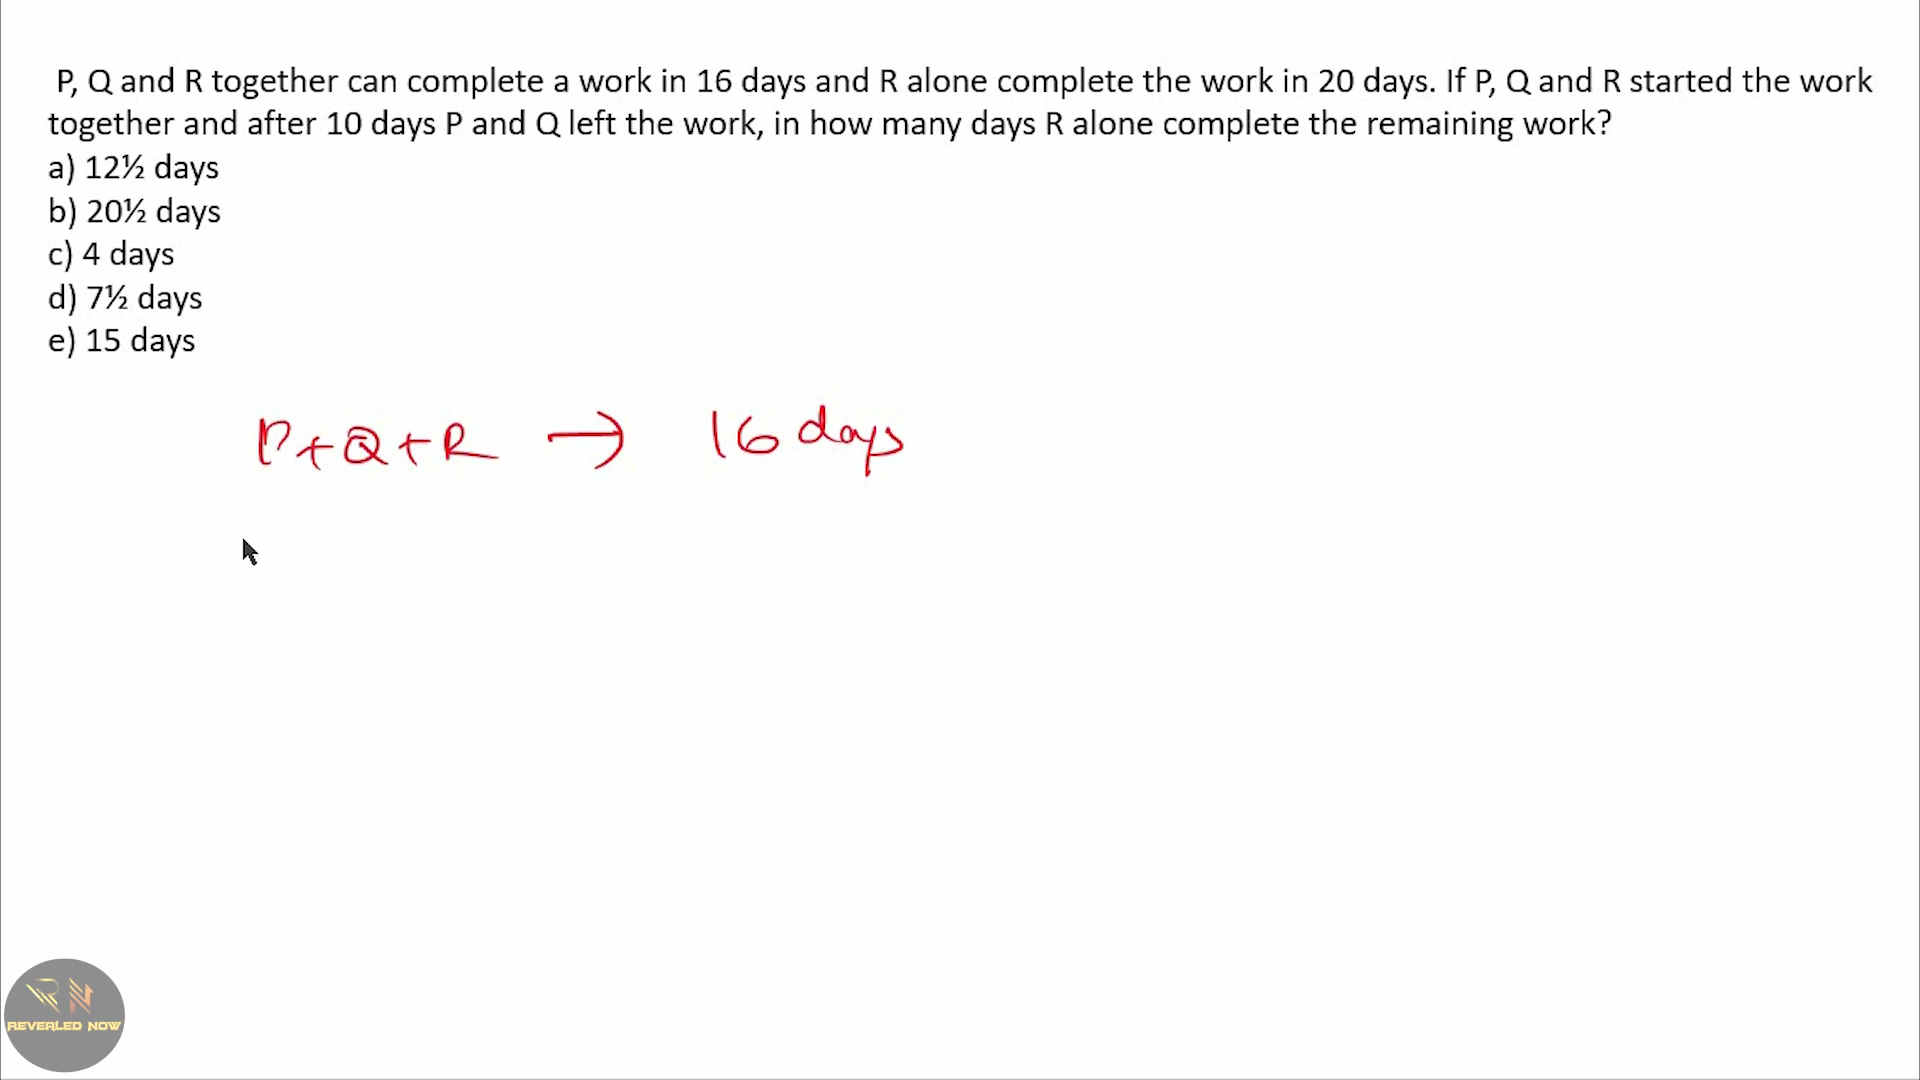 P, Q and R together can complete a work in 16 days and R alone complete the work in 20 days. If P, Q and R started the work
together and after 10 days P and Q left the work, in how many days R alone complete the remaining work?
a) 12½ days
b) 20½ days
c) 4 days
d) 7½ days
e) 15 days
P+Q+R → 16 days
RN
REVEALED NOW